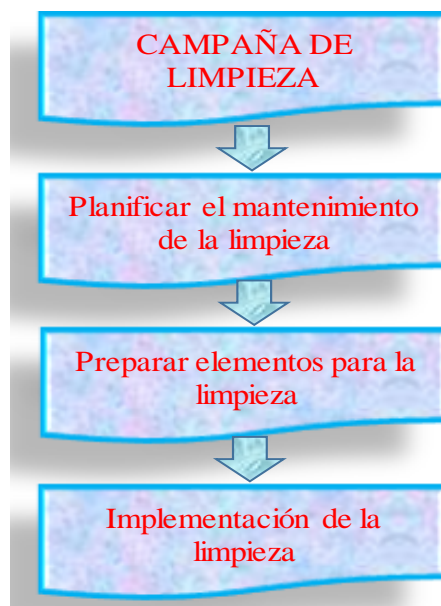 CAMPAÑA DE
LIMPIEZA
Planificar el mantenimiento
de la limpieza
Preparar elementos para la
limpieza
Implementación de la
limpieza